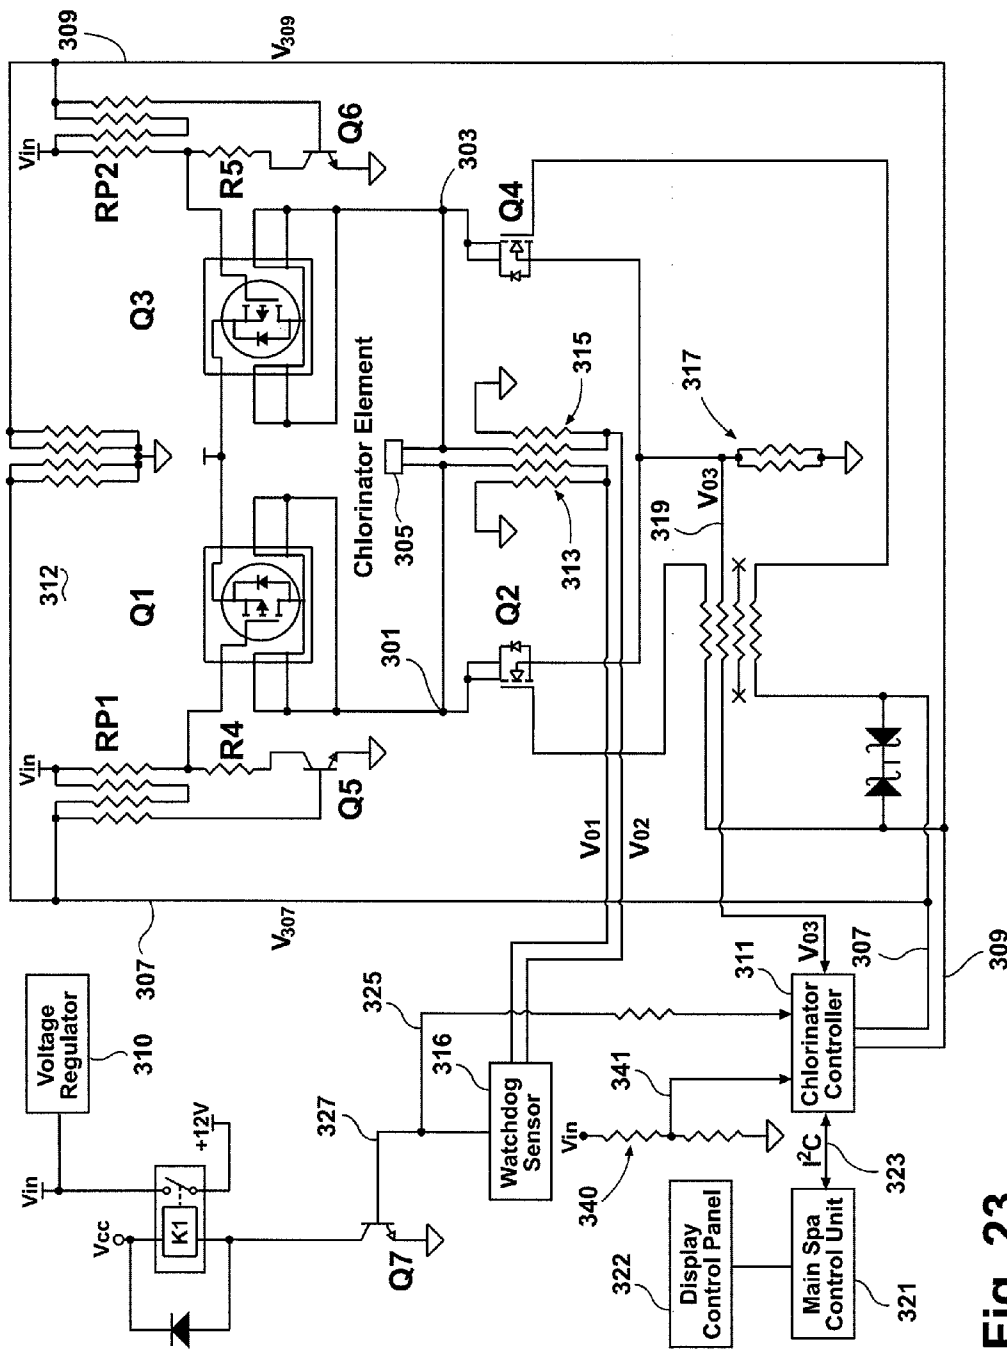 309
V309
Vin
RP2
R5
Q6
303
Q4
Q3
Chlorinator Element
305
315
317
V03
319
313
312
Q1
Q2
301
Vin
RP1
R4
Q5
V01
V02
307
V307
Voltage
Regulator
310
Vin
+12V
Vcc
K1
327
Q7
325
316
Watchdog
Sensor
Vin
340
341
V03
311
307
309
Chlorinator
Controller
I²C
323
322
Display
Control Panel
Main Spa
Control Unit
321
Fig. 23